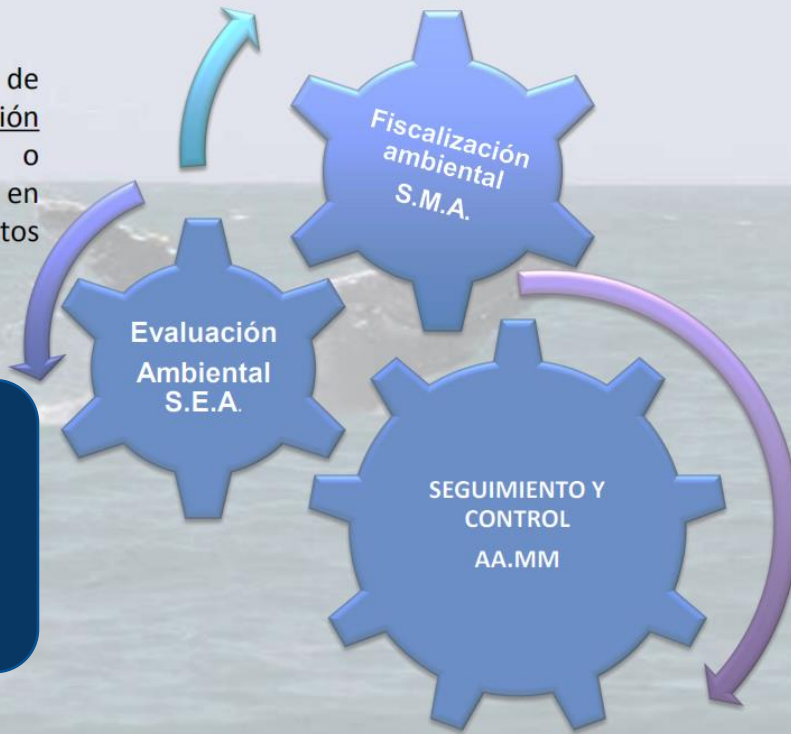 de
ión
o
en
tos
Fiscalización
ambiental
S.M.A.
Evaluación
Ambiental
S.E.A.
SEGUIMIENTO Y
CONTROL
AA.MM